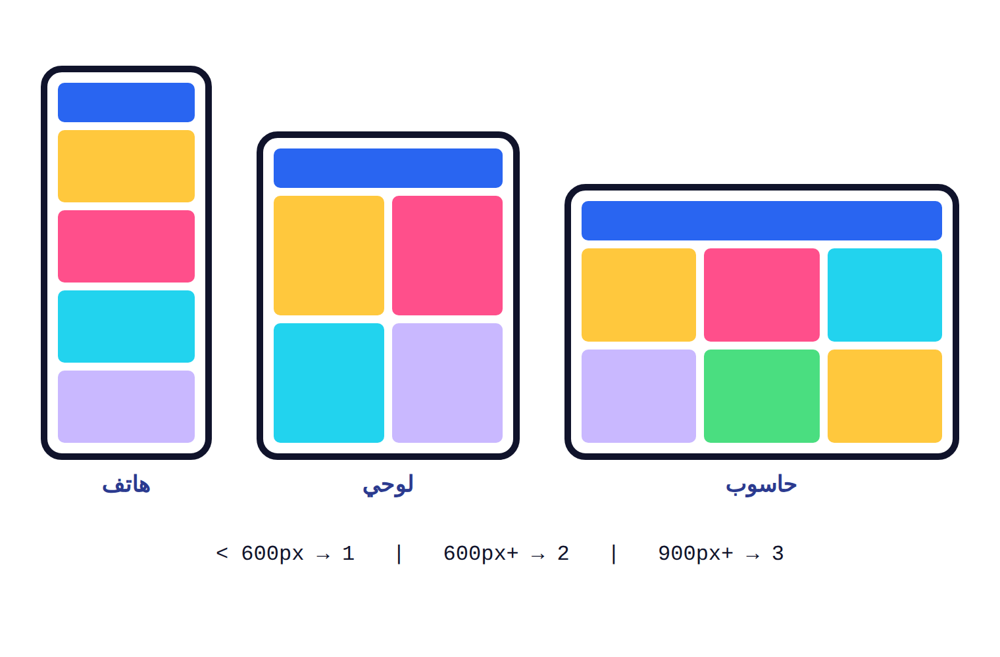 هاتف
لوحي
حاسوب
< 600px → 1 | 600px+ → 2 | 900px+ → 3